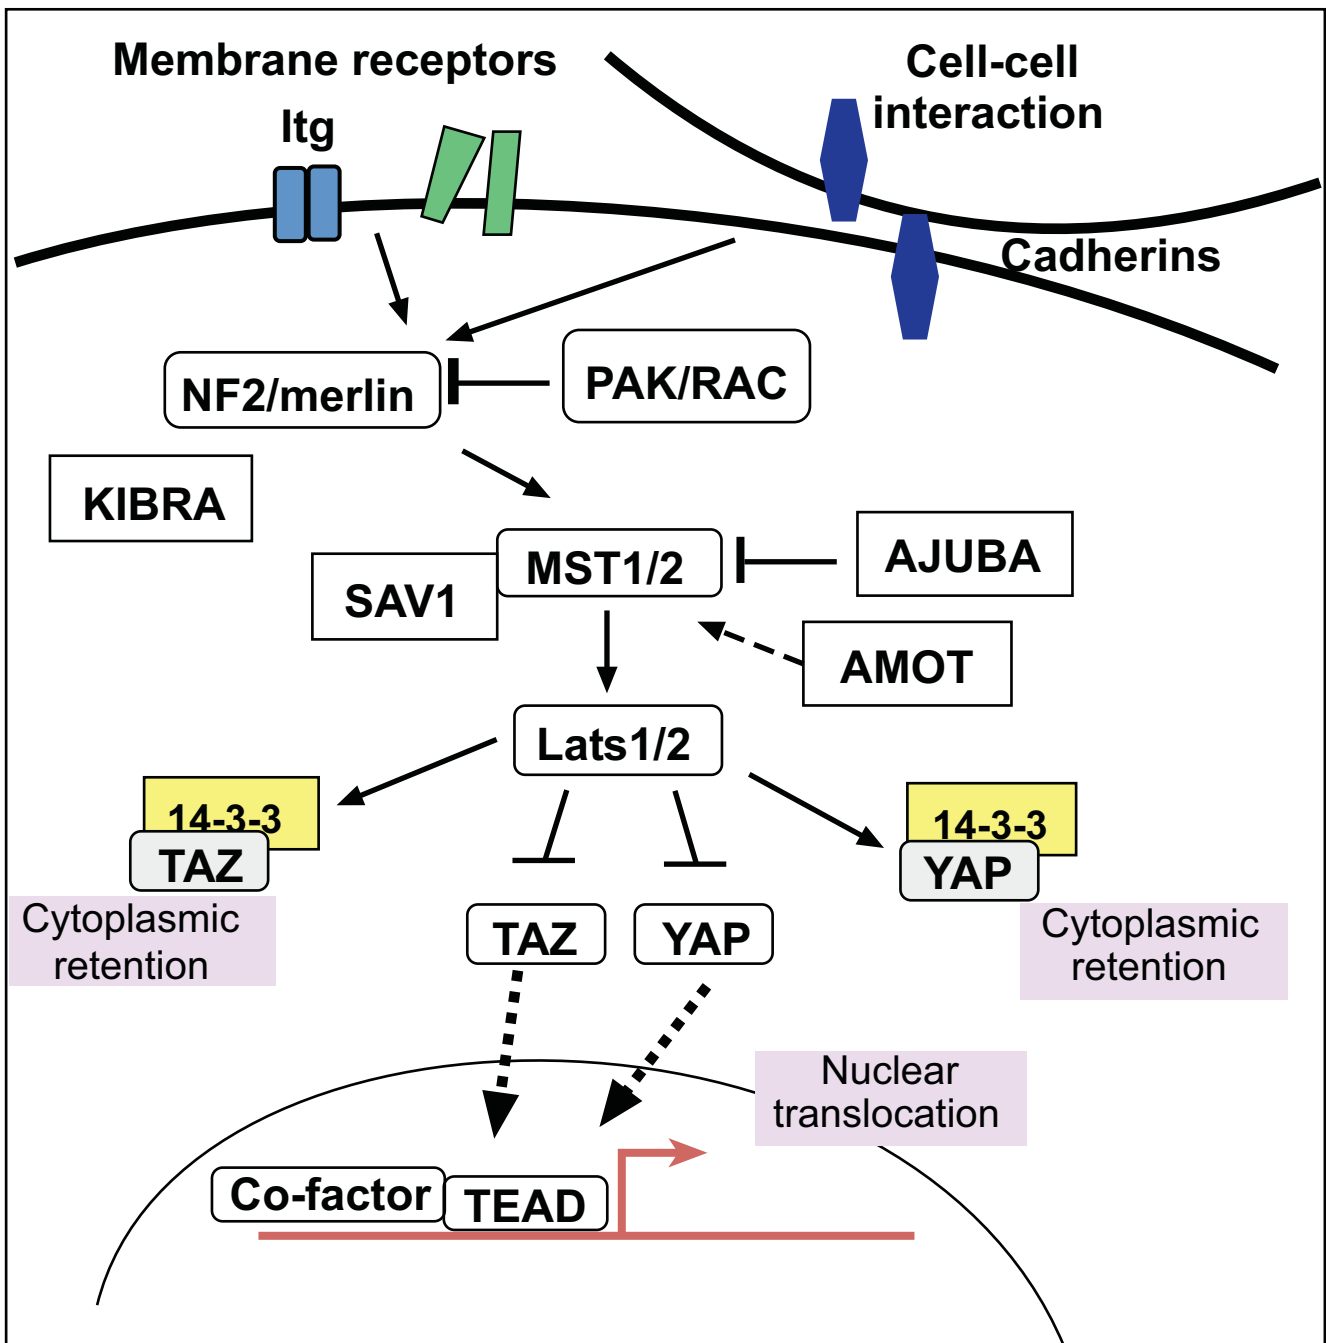 Membrane receptors
Itg
Cell-cell
interaction
Cadherins
NF2/merlin
PAK/RAC
KIBRA
SAV1
MST1/2
AJUBA
AMOT
Lats1/2
14-3-3
TAZ
Cytoplasmic
retention
14-3-3
YAP
Cytoplasmic
retention
TAZ
YAP
Nuclear
translocation
Co-factor
TEAD